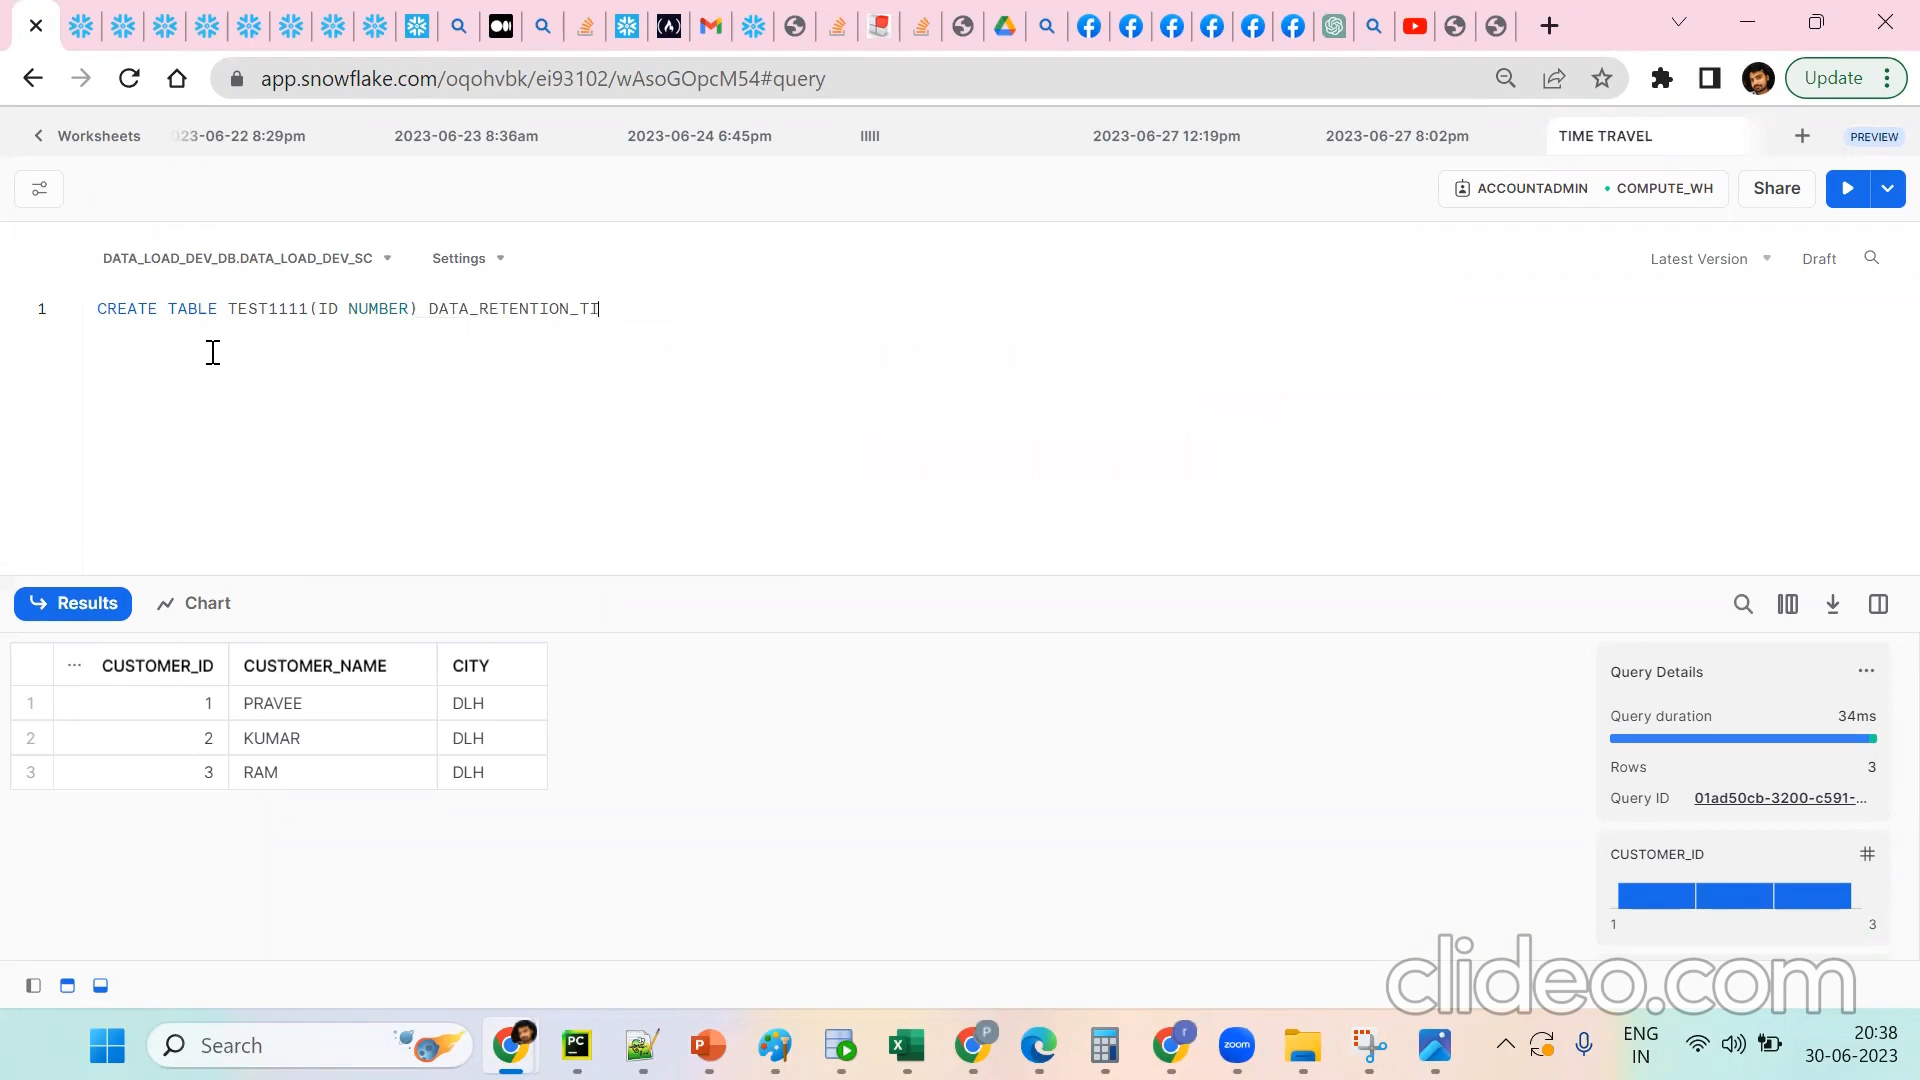 app.snowflake.com/oqohvbk/ei93102/wAsoGOpcM54#query
Update
Worksheets
23-06-22 8:29pm
2023-06-23 8:36am
2023-06-24 6:45pm
lllll
2023-06-27 12:19pm
2023-06-27 8:02pm
TIME TRAVEL
PREVIEW
ACCOUNTADMIN
COMPUTE_WH
Share
DATA_LOAD_DEV_DB.DATA_LOAD_DEV_SC
Settings
Latest Version
Draft
1 CREATE TABLE TEST1111(ID NUMBER) DATA_RETENTION_TI
Results
Chart
CUSTOMER_ID CUSTOMER_NAME CITY
1 1 PRAVEE DLH
2 2 KUMAR DLH
3 3 RAM DLH
Query Details
Query duration 34ms
Rows 3
Query ID 01ad50cb-3200-c591-...
CUSTOMER_ID
1 3
clideo.com
Search
PC
P
X
P
r
zoom
ENG
IN
20:38
30-06-2023